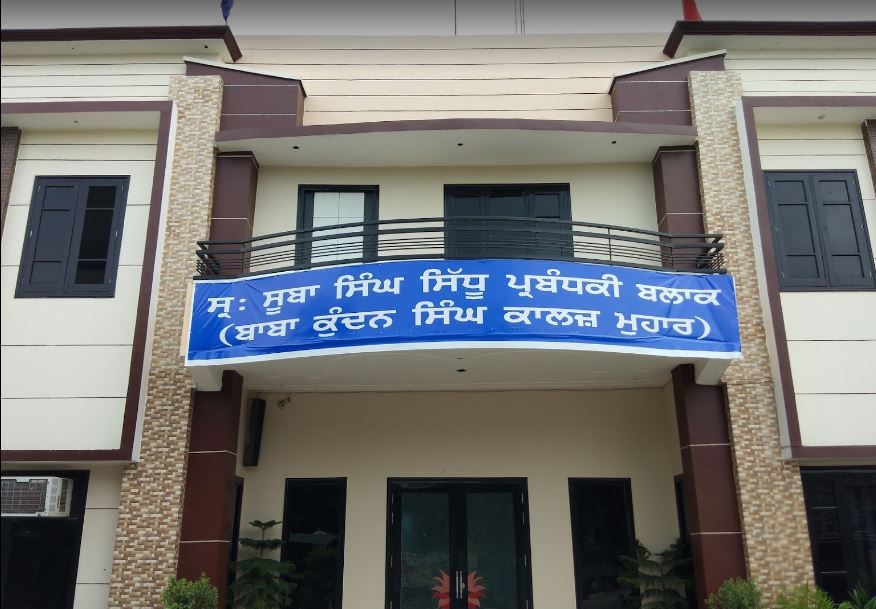 ਸ੍ਰ: ਸੂਬਾ ਸਿੰਘ ਸਿੱਧੂ ਪ੍ਰਬੰਧਕੀ ਬਲਾਕ
(ਬਾਬਾ ਕੁੰਦਨ ਸਿੰਘ ਕਾਲਜ਼ ਮੁਹਾਰ)